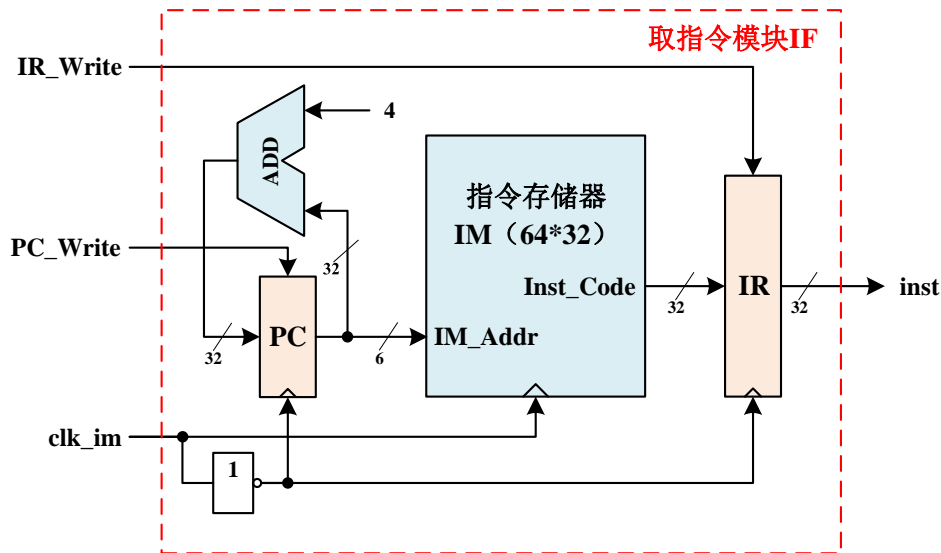 取指令模块IF
IR_Write
4
ADD
指令存储器
IM（64*32）
PC_Write
32
Inst_Code
32
IR
32
inst
32
PC
6
IM_Addr
clk_im
1